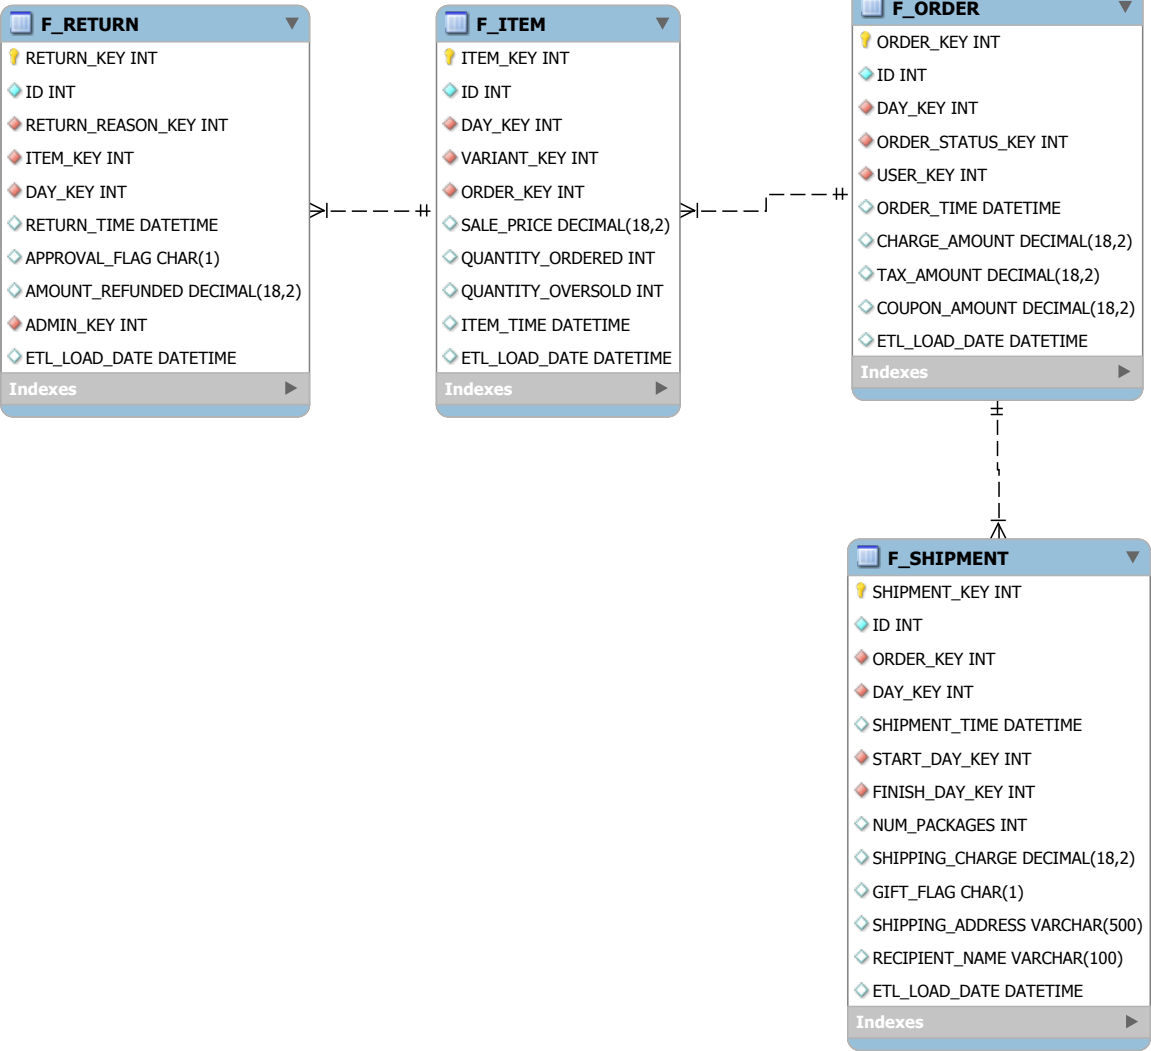 F_RETURN
RETURN_KEY INT
ID INT
RETURN_REASON_KEY INT
ITEM_KEY INT
DAY_KEY INT
RETURN_TIME DATETIME
APPROVAL_FLAG CHAR(1)
AMOUNT_REFUNDED DECIMAL(18,2)
ADMIN_KEY INT
ETL_LOAD_DATE DATETIME
Indexes
F_ITEM
ITEM_KEY INT
ID INT
DAY_KEY INT
VARIANT_KEY INT
ORDER_KEY INT
SALE_PRICE DECIMAL(18,2)
QUANTITY_ORDERED INT
QUANTITY_OVERSOLD INT
ITEM_TIME DATETIME
ETL_LOAD_DATE DATETIME
Indexes
F_ORDER
ORDER_KEY INT
ID INT
DAY_KEY INT
ORDER_STATUS_KEY INT
USER_KEY INT
ORDER_TIME DATETIME
CHARGE_AMOUNT DECIMAL(18,2)
TAX_AMOUNT DECIMAL(18,2)
COUPON_AMOUNT DECIMAL(18,2)
ETL_LOAD_DATE DATETIME
Indexes
F_SHIPMENT
SHIPMENT_KEY INT
ID INT
ORDER_KEY INT
DAY_KEY INT
SHIPMENT_TIME DATETIME
START_DAY_KEY INT
FINISH_DAY_KEY INT
NUM_PACKAGES INT
SHIPPING_CHARGE DECIMAL(18,2)
GIFT_FLAG CHAR(1)
SHIPPING_ADDRESS VARCHAR(500)
RECIPIENT_NAME VARCHAR(100)
ETL_LOAD_DATE DATETIME
Indexes